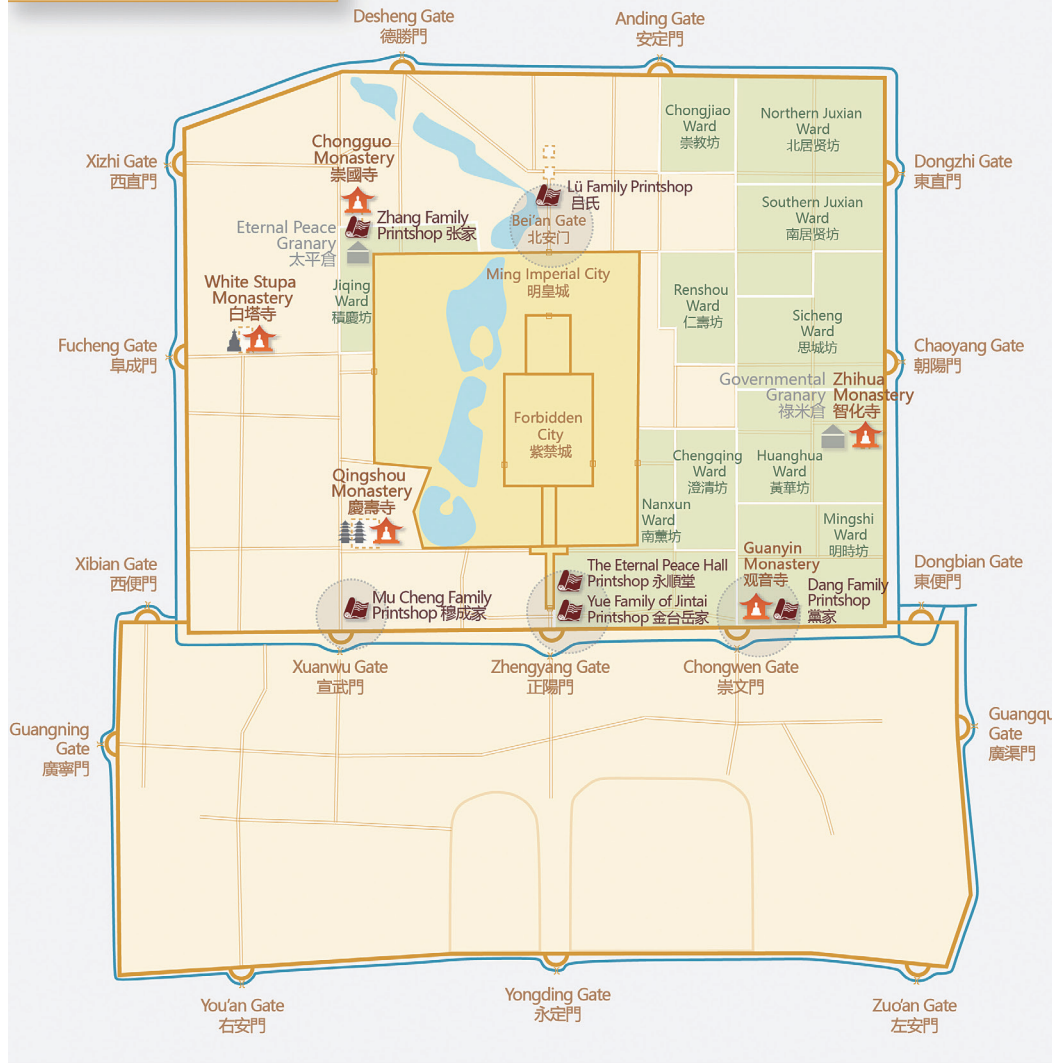 Desheng Gate
德勝門
Anding Gate
安定門
Chongjiao
Ward
崇教坊
Northern Juxian
Ward
北居贤坊
Chongguo
Monastery
崇國寺
Xizhi Gate
西直門
Dongzhi Gate
東直門
Lü Family Printshop
吕氏
Southern Juxian
Ward
南居贤坊
Zhang Family
Printshop 张家
Bei'an Gate
北安门
Eternal Peace
Granary
太平倉
Ming Imperial City
明皇城
White Stupa
Monastery
白塔寺
Jiqing
Ward
積慶坊
Renshou
Ward
仁壽坊
Sicheng
Ward
思城坊
Fucheng Gate
阜成門
Chaoyang Gate
朝陽門
Governmental
Granary
祿米倉
Zhihua
Monastery
智化寺
Forbidden
City
紫禁城
Chengqing
Ward
澄清坊
Huanghua
Ward
黃華坊
Qingshou
Monastery
慶壽寺
Nanxun
Ward
南薰坊
Mingshi
Ward
明時坊
Guanyin
Monastery
观音寺
Xibian Gate
西便門
The Eternal Peace Hall
Printshop 永順堂
Dongbian Gate
東便門
Dang Family
Printshop
黨家
Mu Cheng Family
Printshop 穆成家
Yue Family of Jintai
Printshop 金台岳家
Xuanwu Gate
宣武門
Zhengyang Gate
正陽門
Chongwen Gate
崇文門
Guangning
Gate
廣寧門
Guangqu
Gate
廣渠門
You'an Gate
右安門
Yongding Gate
永定門
Zuo'an Gate
左安門